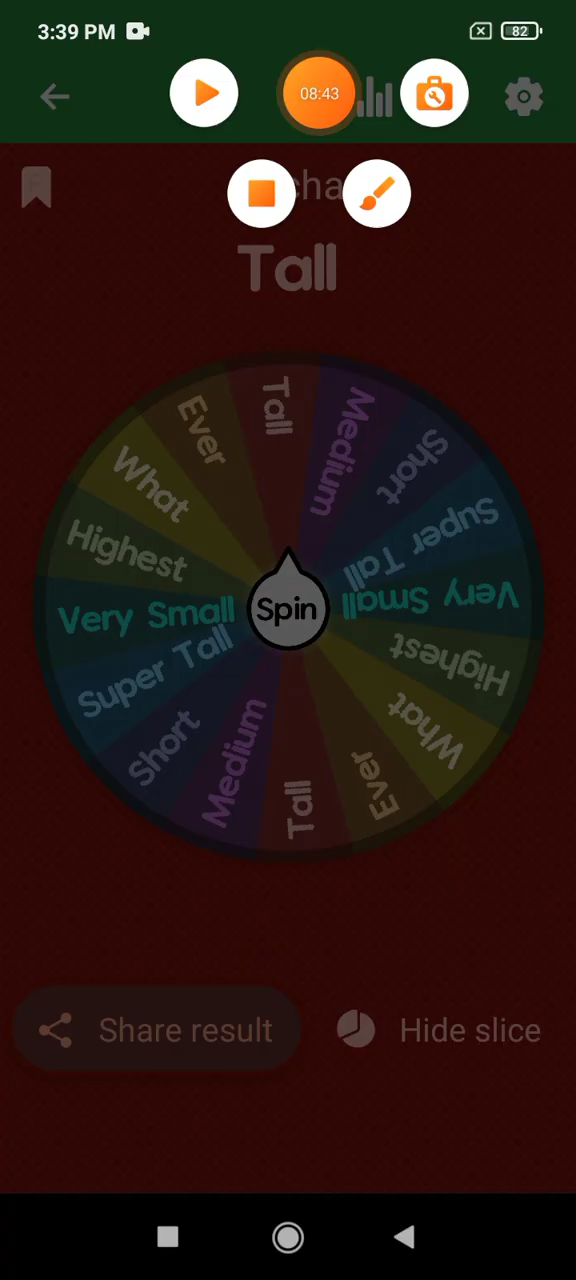 3:39 PM
82
08:43
cha
Tall
Tall
Medium
Short
Super Tall
Very Small
Highest
What
Ever
Tall
Medium
Short
Super Tall
Very Small
Highest
What
Ever
Spin
Share result
Hide slice